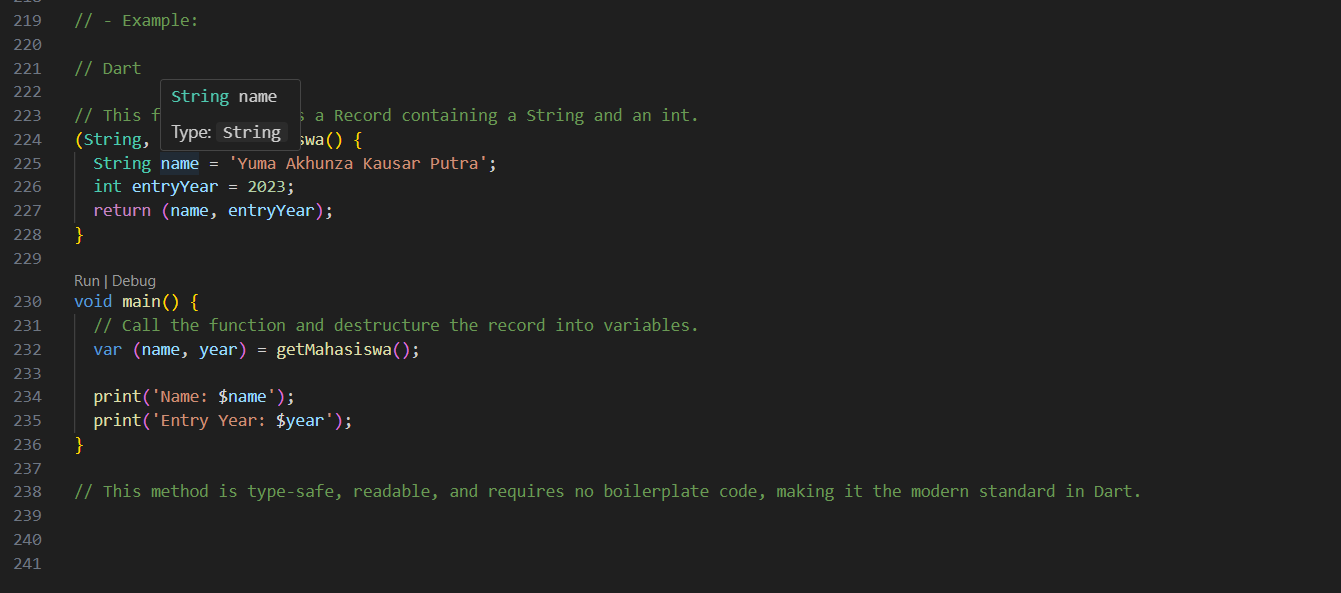 219 // - Example:
220
221 // Dart
222
223 // This f s a Record containing a String and an int.
String name
Type: String
224 (String, swa() {
225 String name = 'Yuma Akhunza Kausar Putra';
226 int entryYear = 2023;
227 return (name, entryYear);
228 }
229
Run | Debug
230 void main() {
231 // Call the function and destructure the record into variables.
232 var (name, year) = getMahasiswa();
233
234 print('Name: $name');
235 print('Entry Year: $year');
236 }
237
238 // This method is type-safe, readable, and requires no boilerplate code, making it the modern standard in Dart.
239
240
241